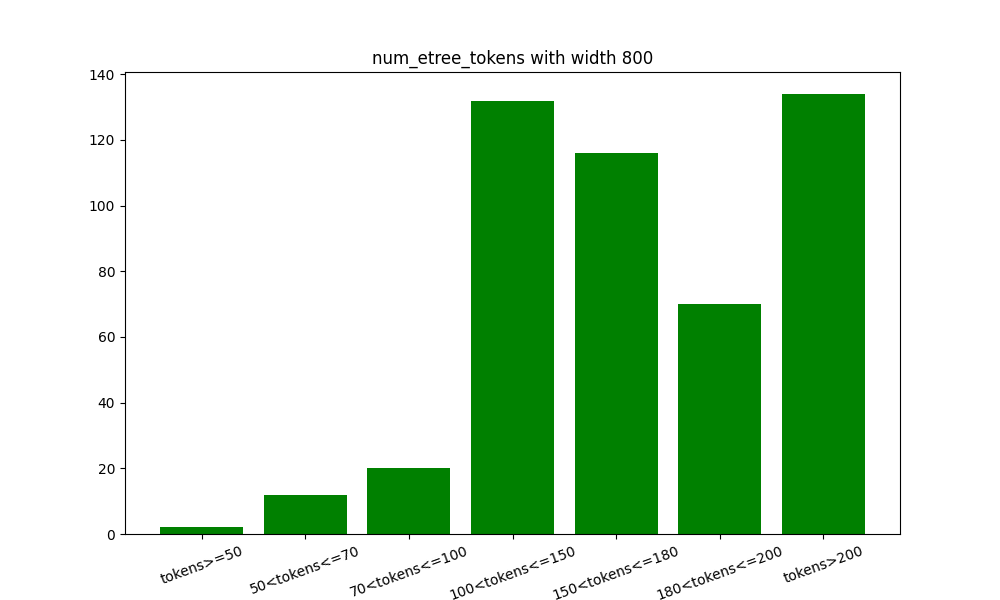 num_etree_tokens with width 800
140
120
100
80
60
40
20
0
tokens>=50
50<tokens<=70
70<tokens<=100
100<tokens<=150
150<tokens<=180
180<tokens<=200
tokens>200